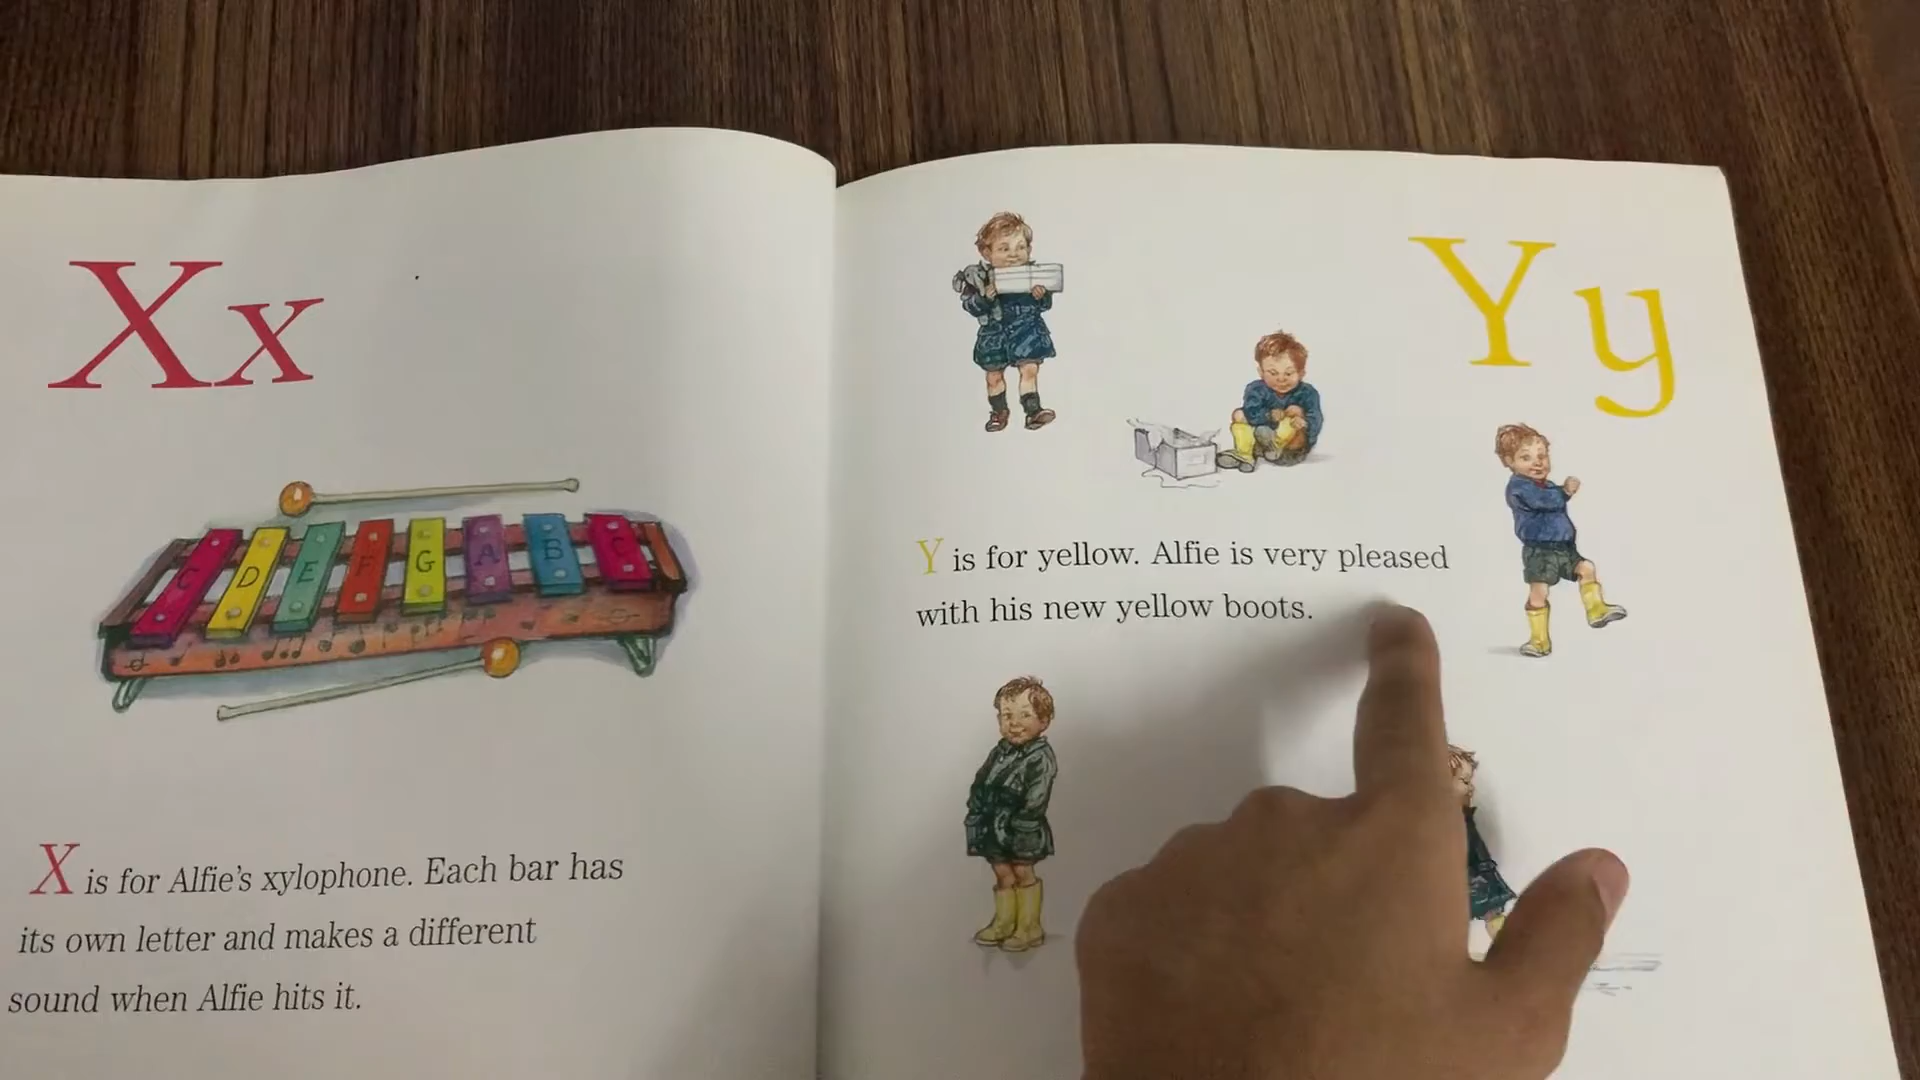 Xx
C D E F G A B C
X is for Alfie's xylophone. Each bar has
its own letter and makes a different
sound when Alfie hits it.
Yy
Y is for yellow. Alfie is very pleased
with his new yellow boots.